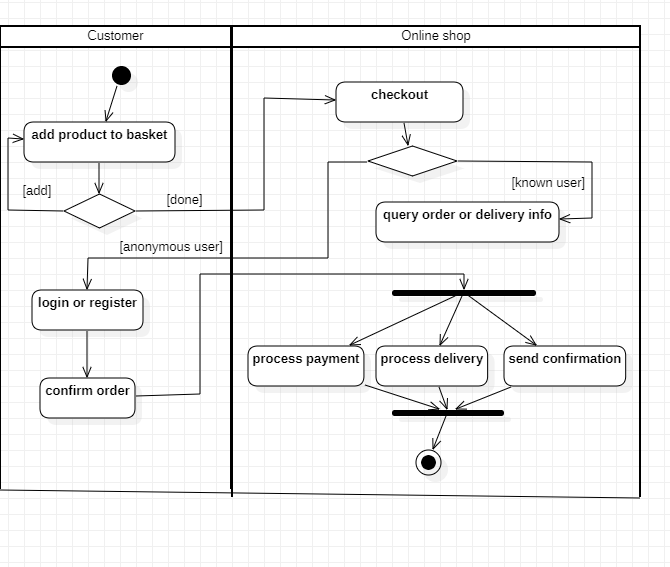 Customer
Online shop
checkout
add product to basket
[add]
[done]
[known user]
query order or delivery info
[anonymous user]
login or register
process payment
process delivery
send confirmation
confirm order